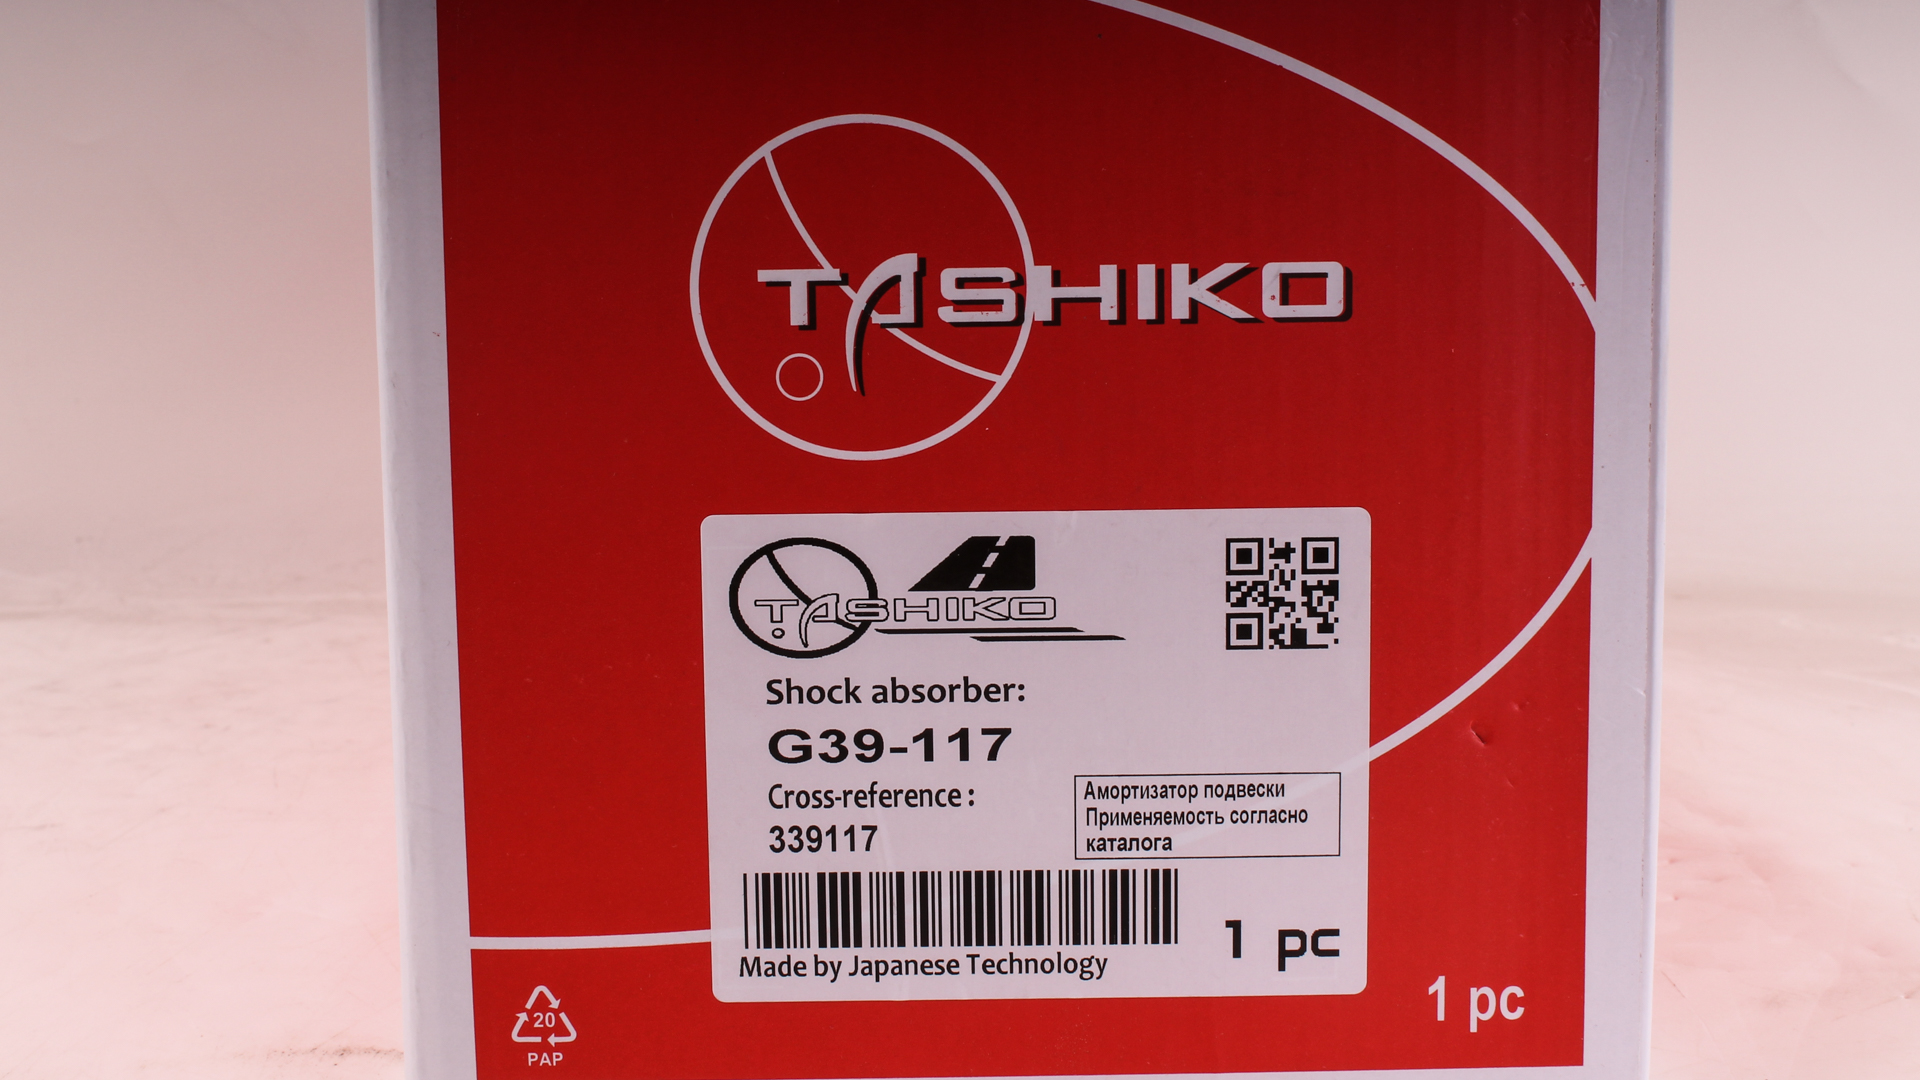 TASHIKO
TASHIKO
Shock absorber:
G39-117
Cross-reference :
339117
Амортизатор подвески
Применяемость согласно
каталога
Made by Japanese Technology
1 pc
1 pc
20
PAP